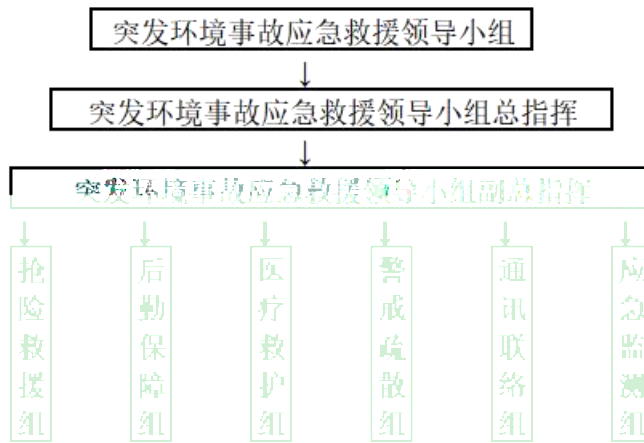 突发环境事故应急救援领导小组
突发环境事故应急救援领导小组总指挥
突发环境事故应急救援领导小组副总指挥
抢险救援组
后勤保障组
医疗救护组
警戒疏散组
通讯联络组
应急监测组